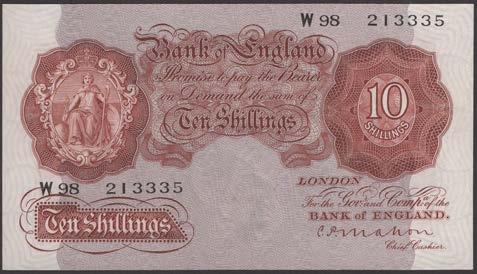 W 98 213335
Bank of England
Promise to pay the Bearer
on Demand the sum of
Ten Shillings
10
SHILLINGS
W 98 213335
LONDON
For the Govr. and Compa. of the
BANK OF ENGLAND.
Ten Shillings
C P Mahon
Chief Cashier.